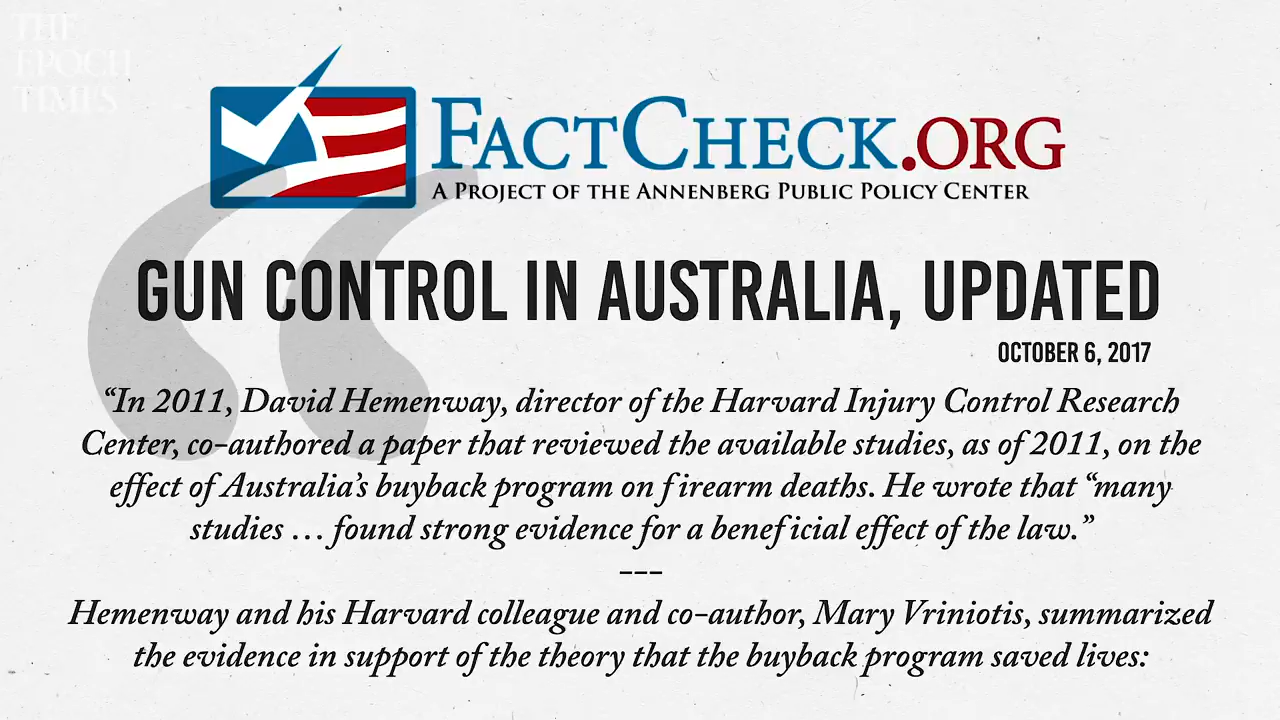 THE
EPOCH
TIMES
FACTCHECK.ORG
A PROJECT OF THE ANNENBERG PUBLIC POLICY CENTER
GUN CONTROL IN AUSTRALIA, UPDATED
OCTOBER 6, 2017
“In 2011, David Hemenway, director of the Harvard Injury Control Research
Center, co-authored a paper that reviewed the available studies, as of 2011, on the
effect of Australia’s buyback program on firearm deaths. He wrote that “many
studies … found strong evidence for a beneficial effect of the law.”
---
Hemenway and his Harvard colleague and co-author, Mary Vriniotis, summarized
the evidence in support of the theory that the buyback program saved lives: